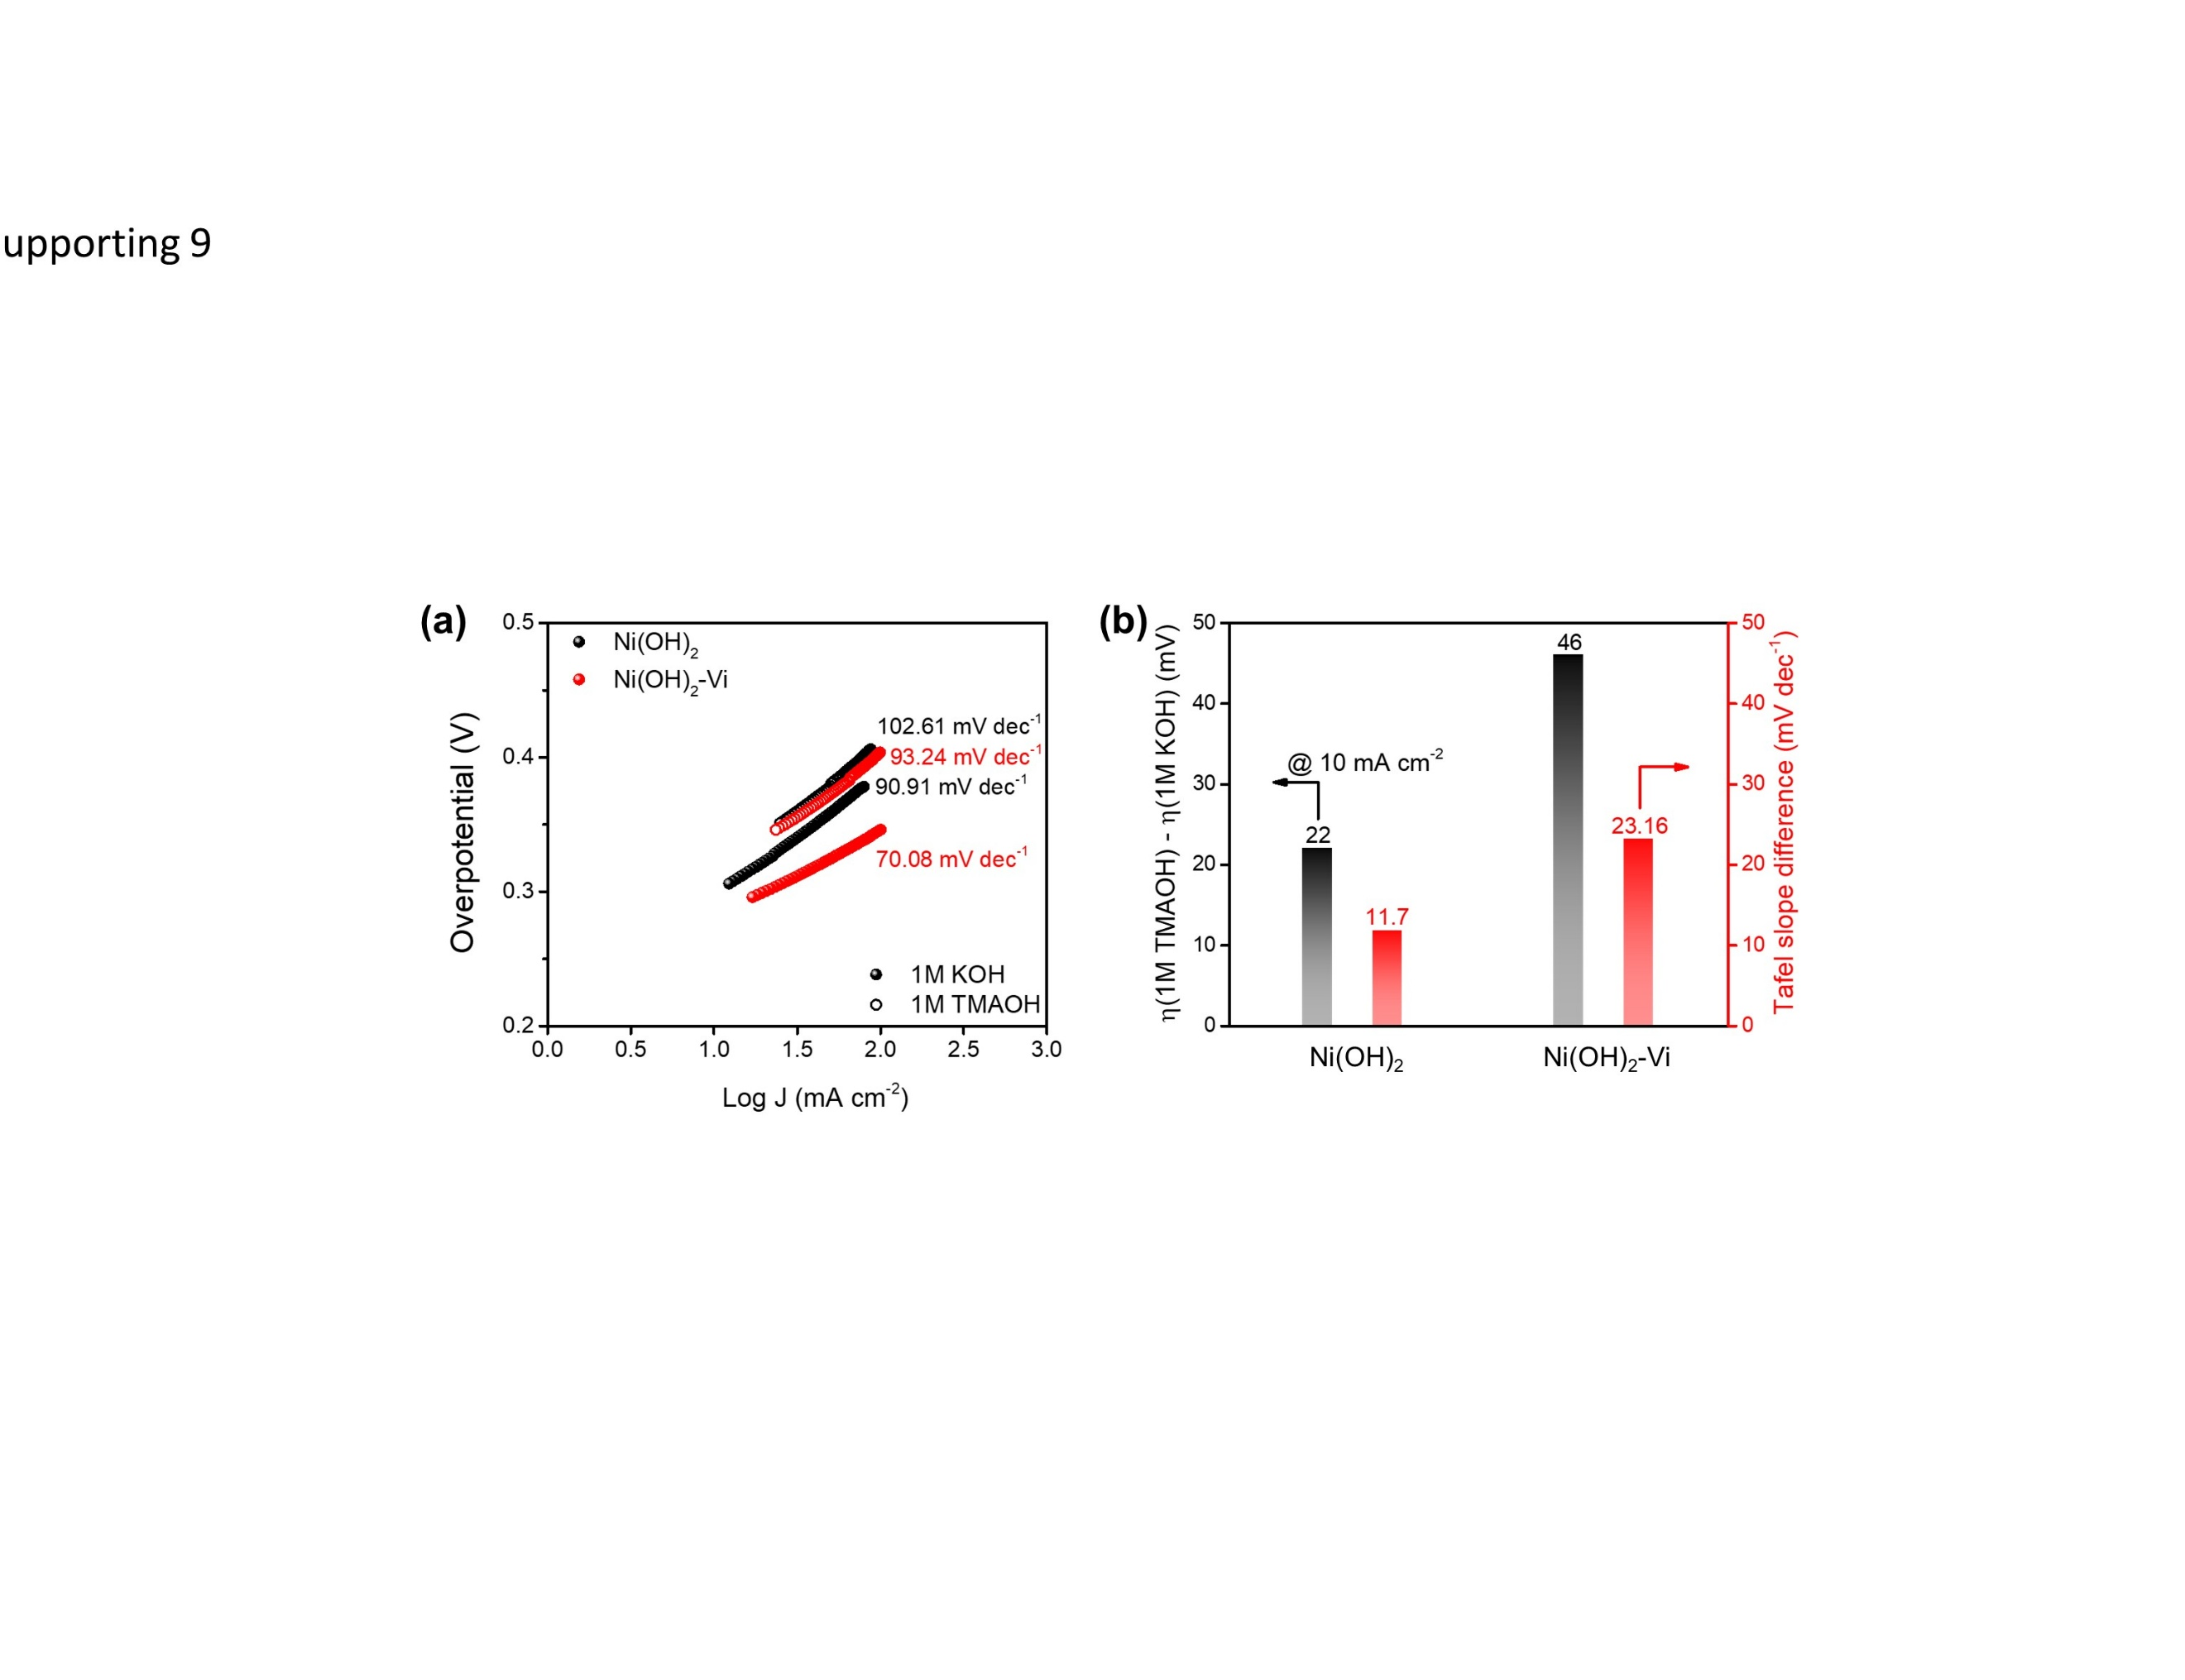 upporting 9
(a)
0.5
0.4
0.3
0.2
Overpotential (V)
Ni(OH)₂
Ni(OH)₂-Vi
102.61 mV dec⁻¹
93.24 mV dec⁻¹
90.91 mV dec⁻¹
70.08 mV dec⁻¹
1M KOH
1M TMAOH
0.0 0.5 1.0 1.5 2.0 2.5 3.0
Log J (mA cm⁻²)
(b)
η(1M TMAOH) - η(1M KOH) (mV)
50
40
30
20
10
0
@ 10 mA cm⁻²
22
11.7
46
23.16
50
40
30
20
10
0
Tafel slope difference (mV dec⁻¹)
Ni(OH)₂ Ni(OH)₂-Vi